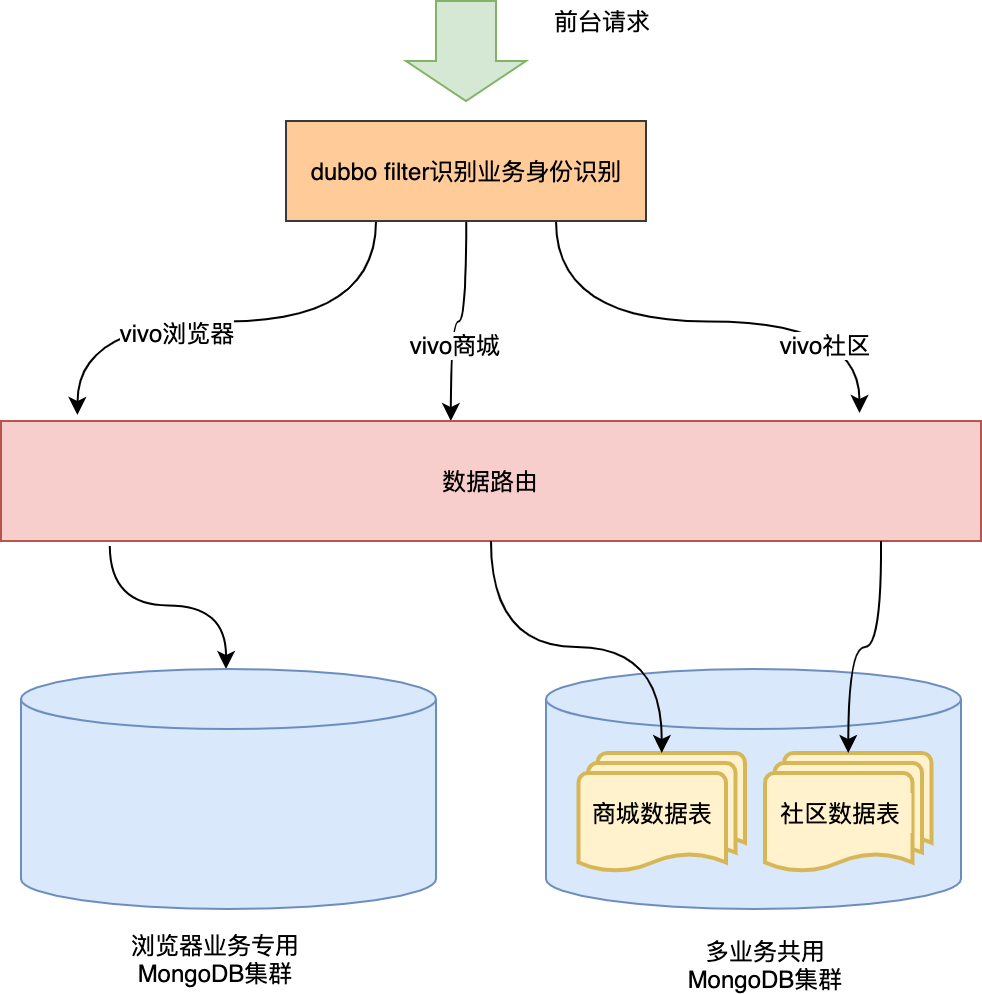 前台请求
dubbo filter识别业务身份识别
vivo浏览器
vivo商城
vivo社区
数据路由
商城数据表
社区数据表
浏览器业务专用
MongoDB集群
多业务共用
MongoDB集群